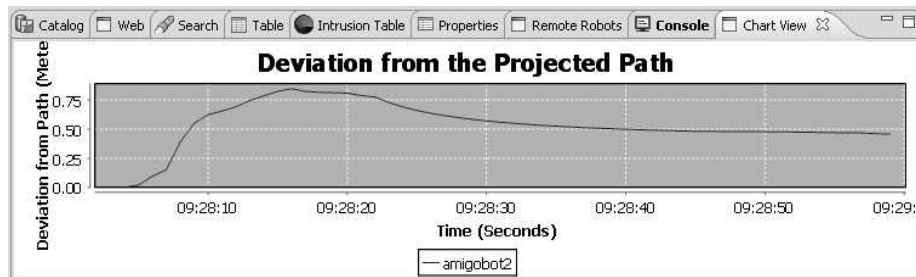 Catalog Web Search Table Intrusion Table Properties Remote Robots Console Chart View
Deviation from the Projected Path
Deviation from Path (Mete
0.75
0.50
0.25
0.00
09:28:10 09:28:20 09:28:30 09:28:40 09:28:50 09:29:
Time (Seconds)
amigobot2